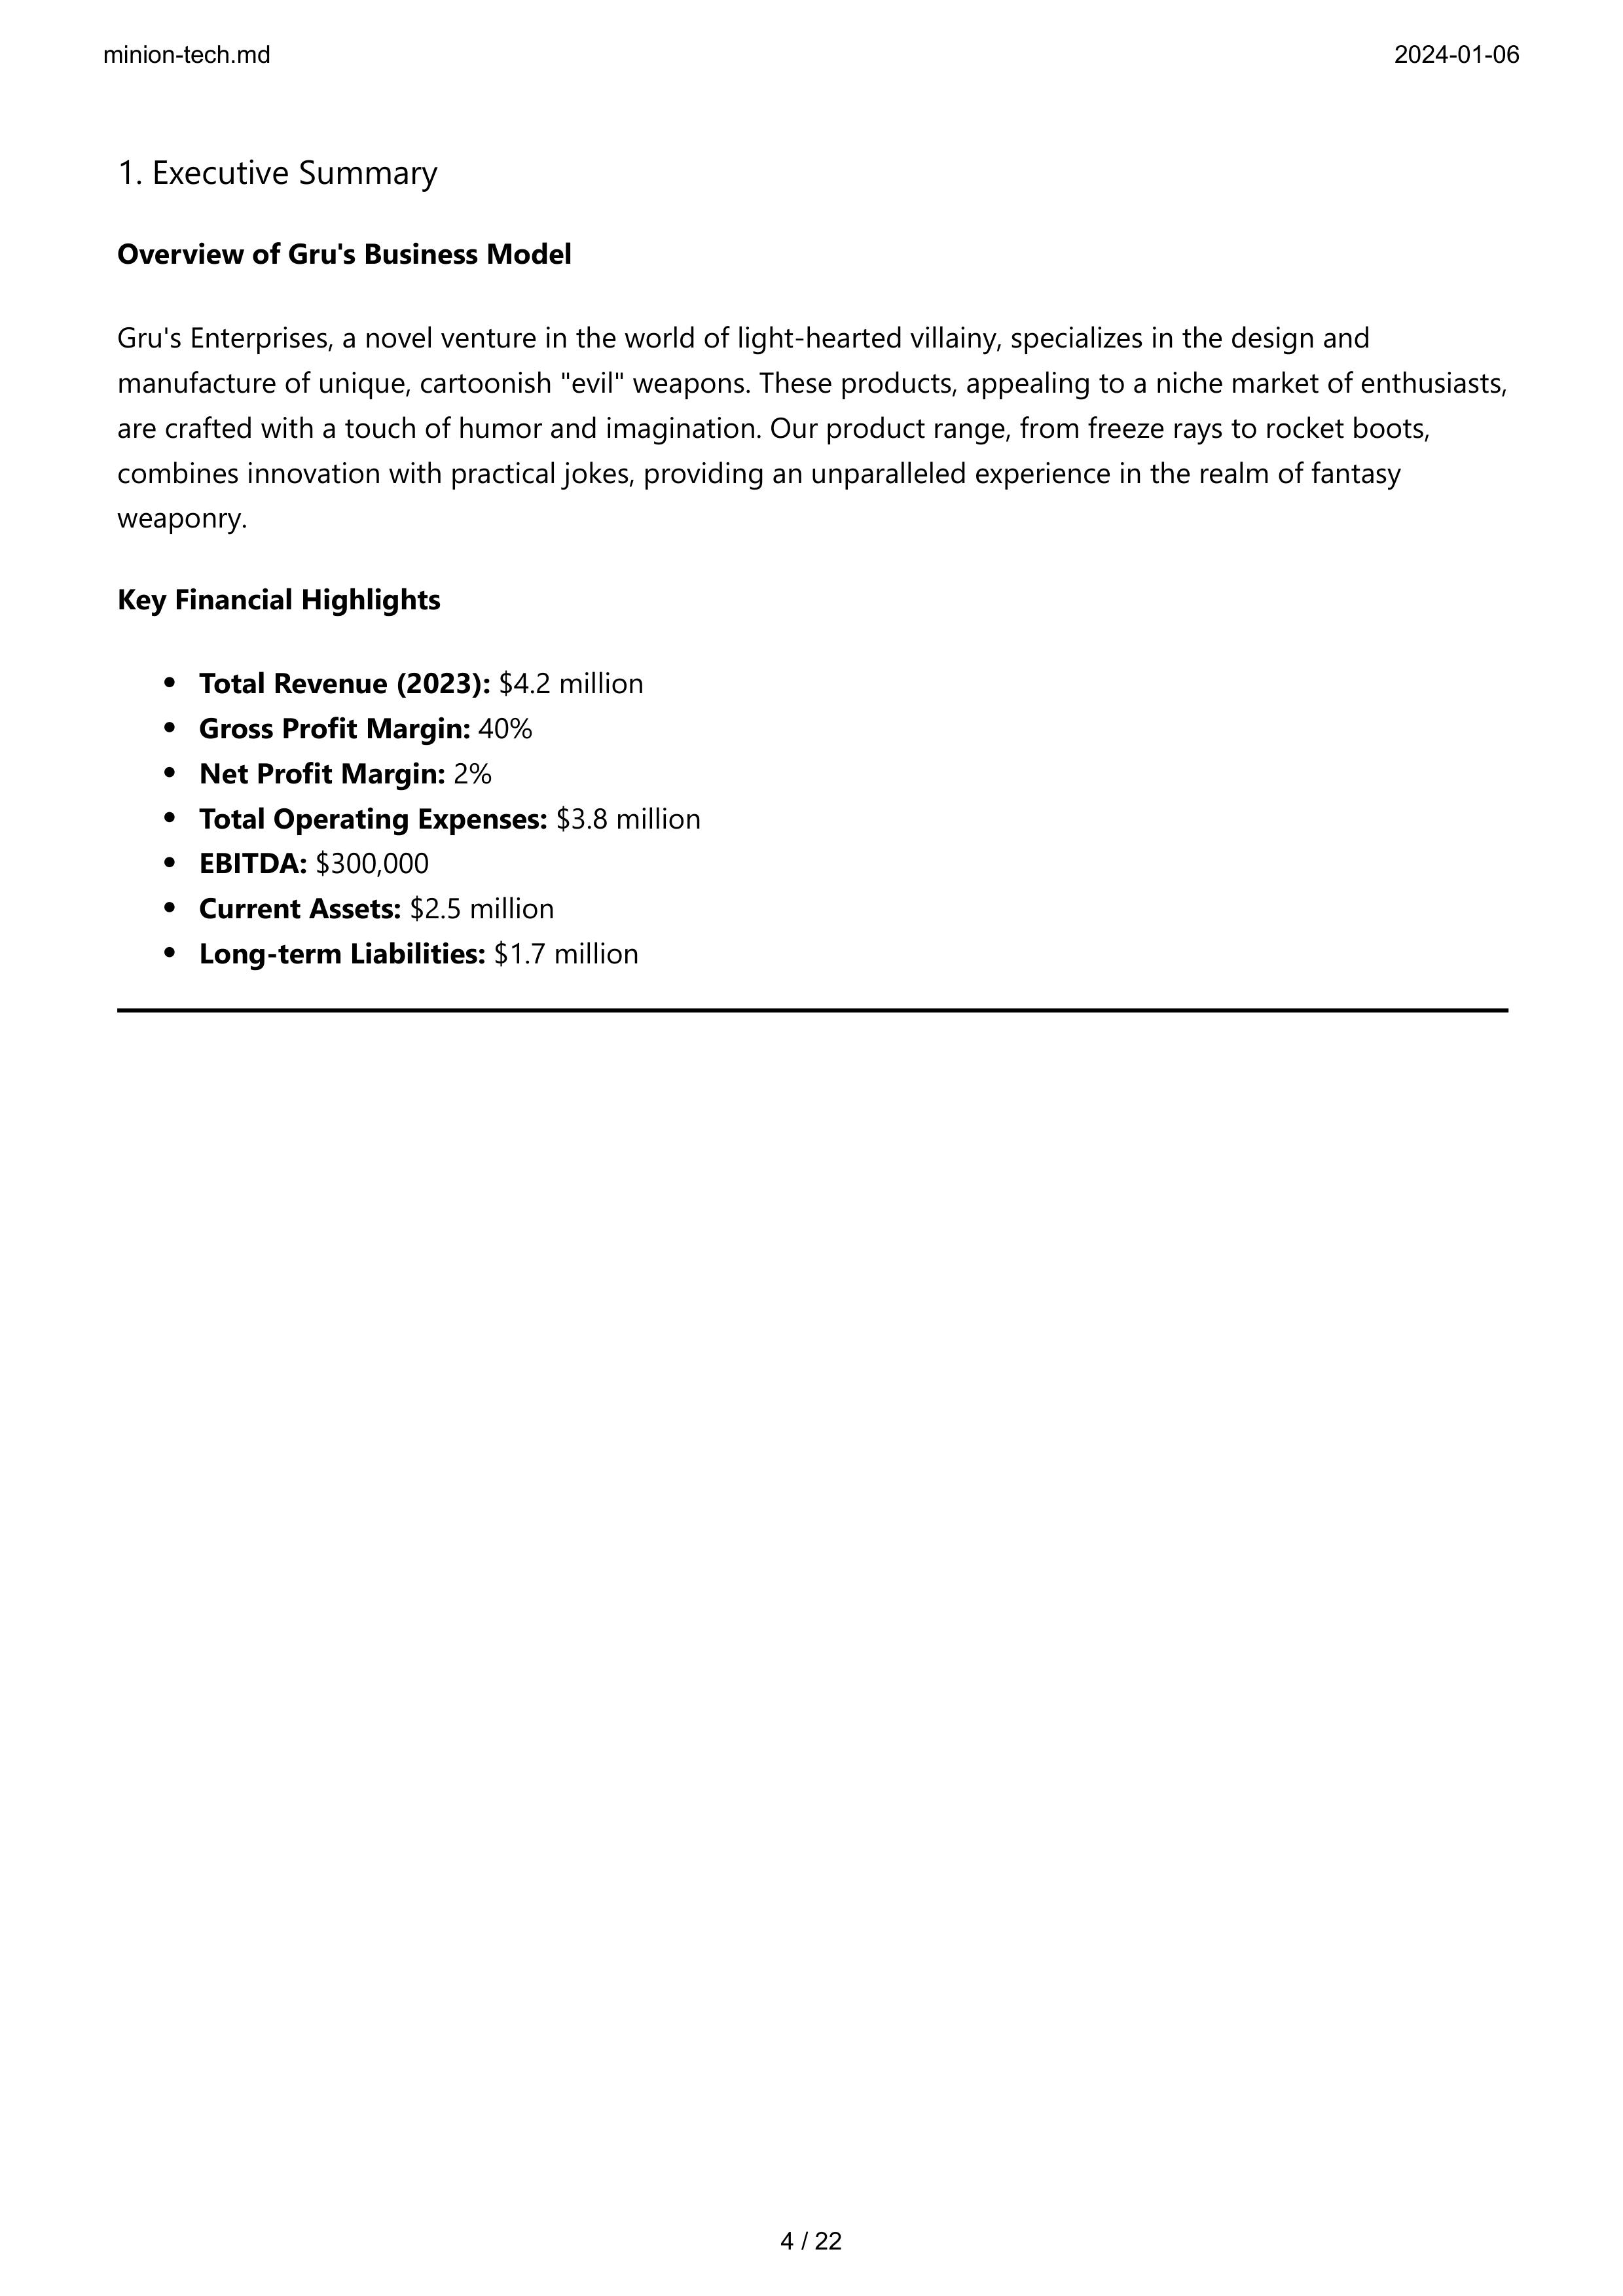 minion-tech.md
2024-01-06
1. Executive Summary
Overview of Gru's Business Model
Gru's Enterprises, a novel venture in the world of light-hearted villainy, specializes in the design and
manufacture of unique, cartoonish "evil" weapons. These products, appealing to a niche market of enthusiasts,
are crafted with a touch of humor and imagination. Our product range, from freeze rays to rocket boots,
combines innovation with practical jokes, providing an unparalleled experience in the realm of fantasy
weaponry.
Key Financial Highlights
• Total Revenue (2023): $4.2 million
• Gross Profit Margin: 40%
• Net Profit Margin: 2%
• Total Operating Expenses: $3.8 million
• EBITDA: $300,000
• Current Assets: $2.5 million
• Long-term Liabilities: $1.7 million
4 / 22